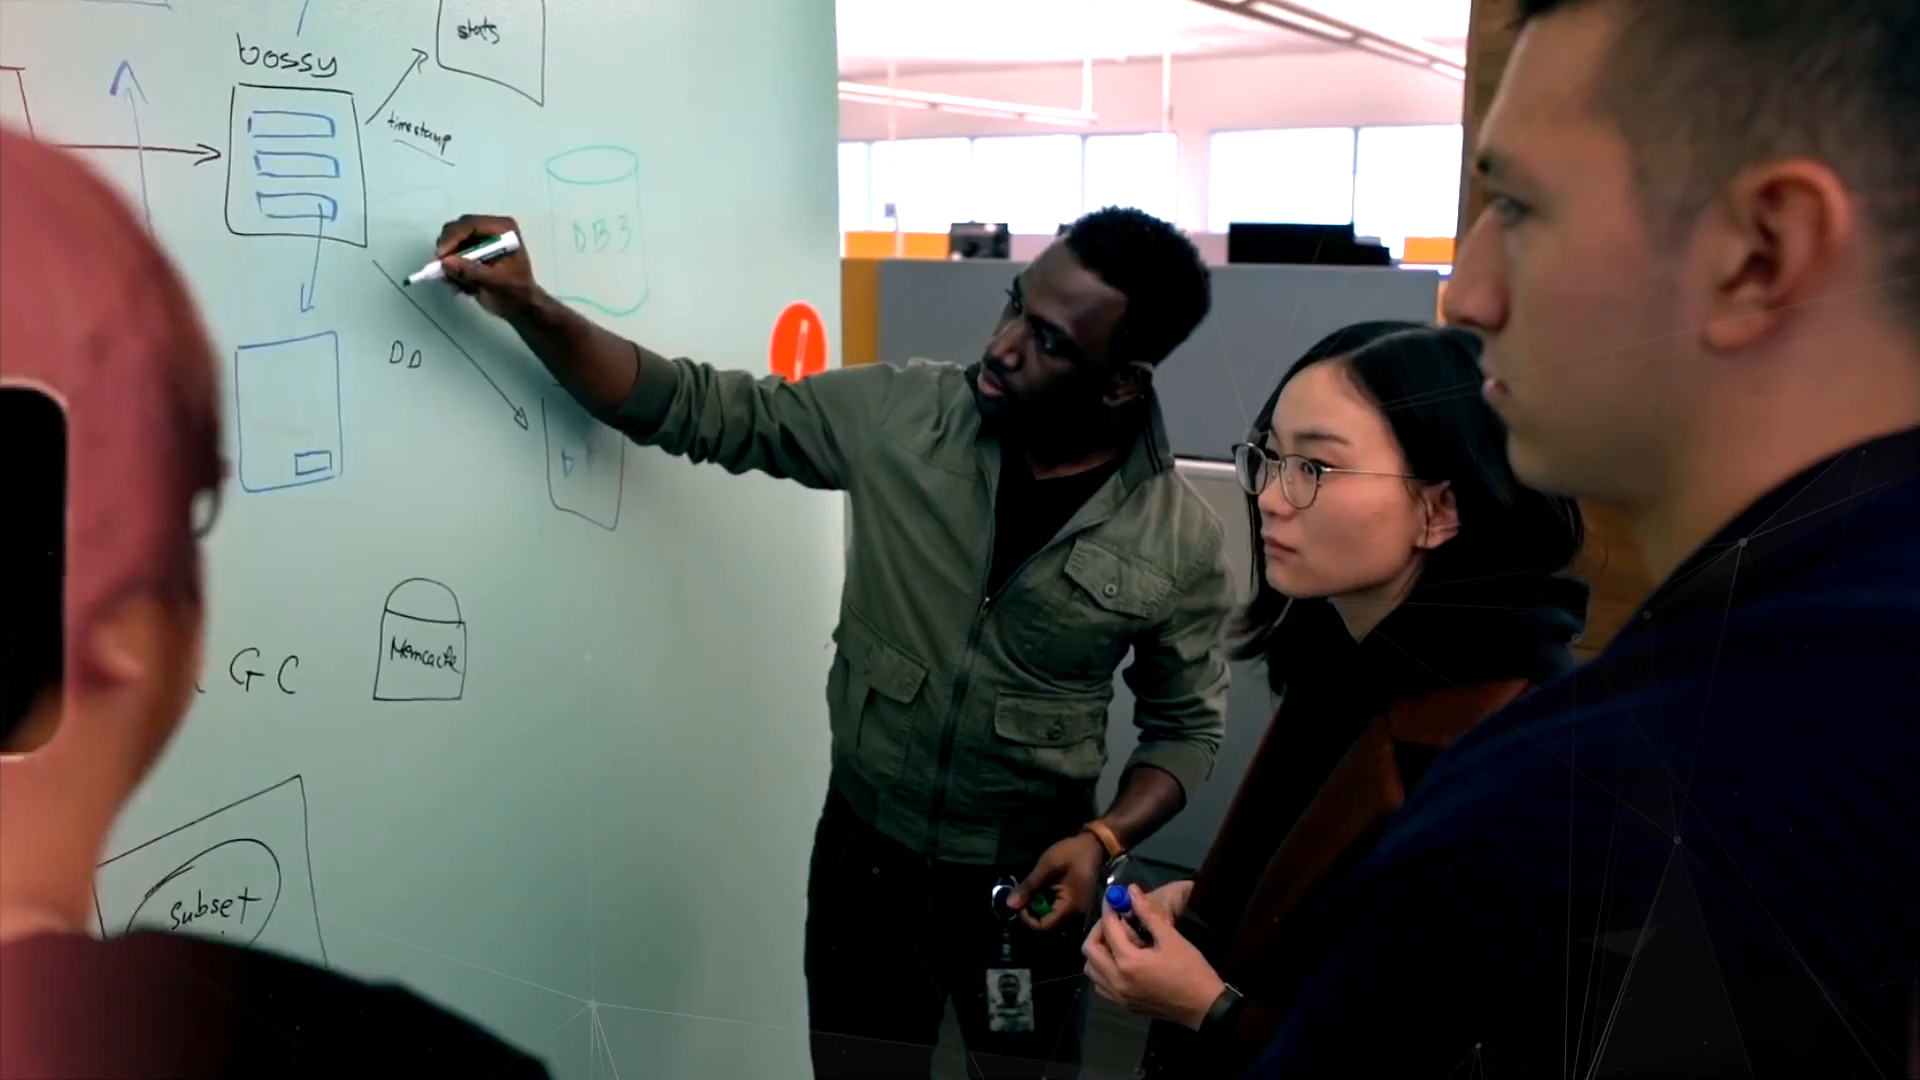 bossy
stats
timestamp
DB3
DD
GC
Memcache
Subset